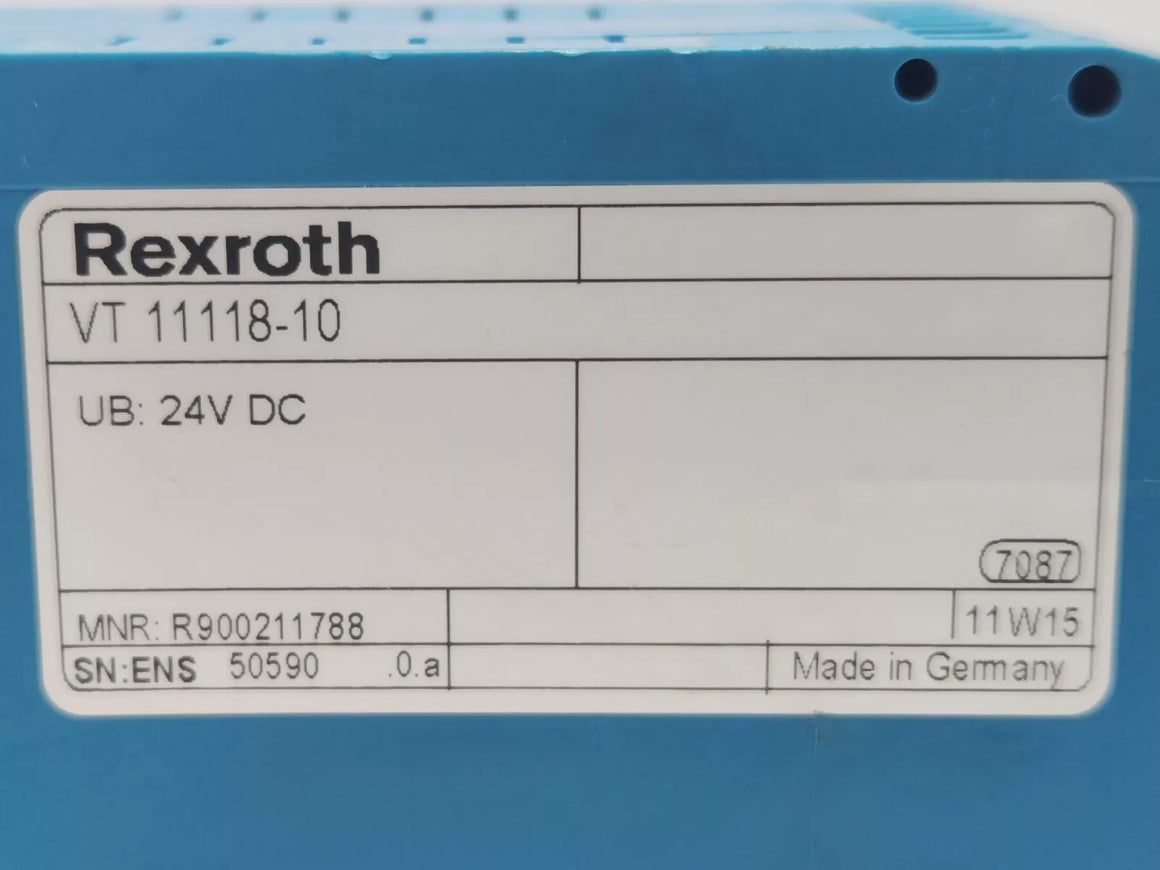 Rexroth
VT 11118-10
UB: 24V DC
7087
MNR: R900211788
11W15
SN:ENS 50590 .0.a
Made in Germany